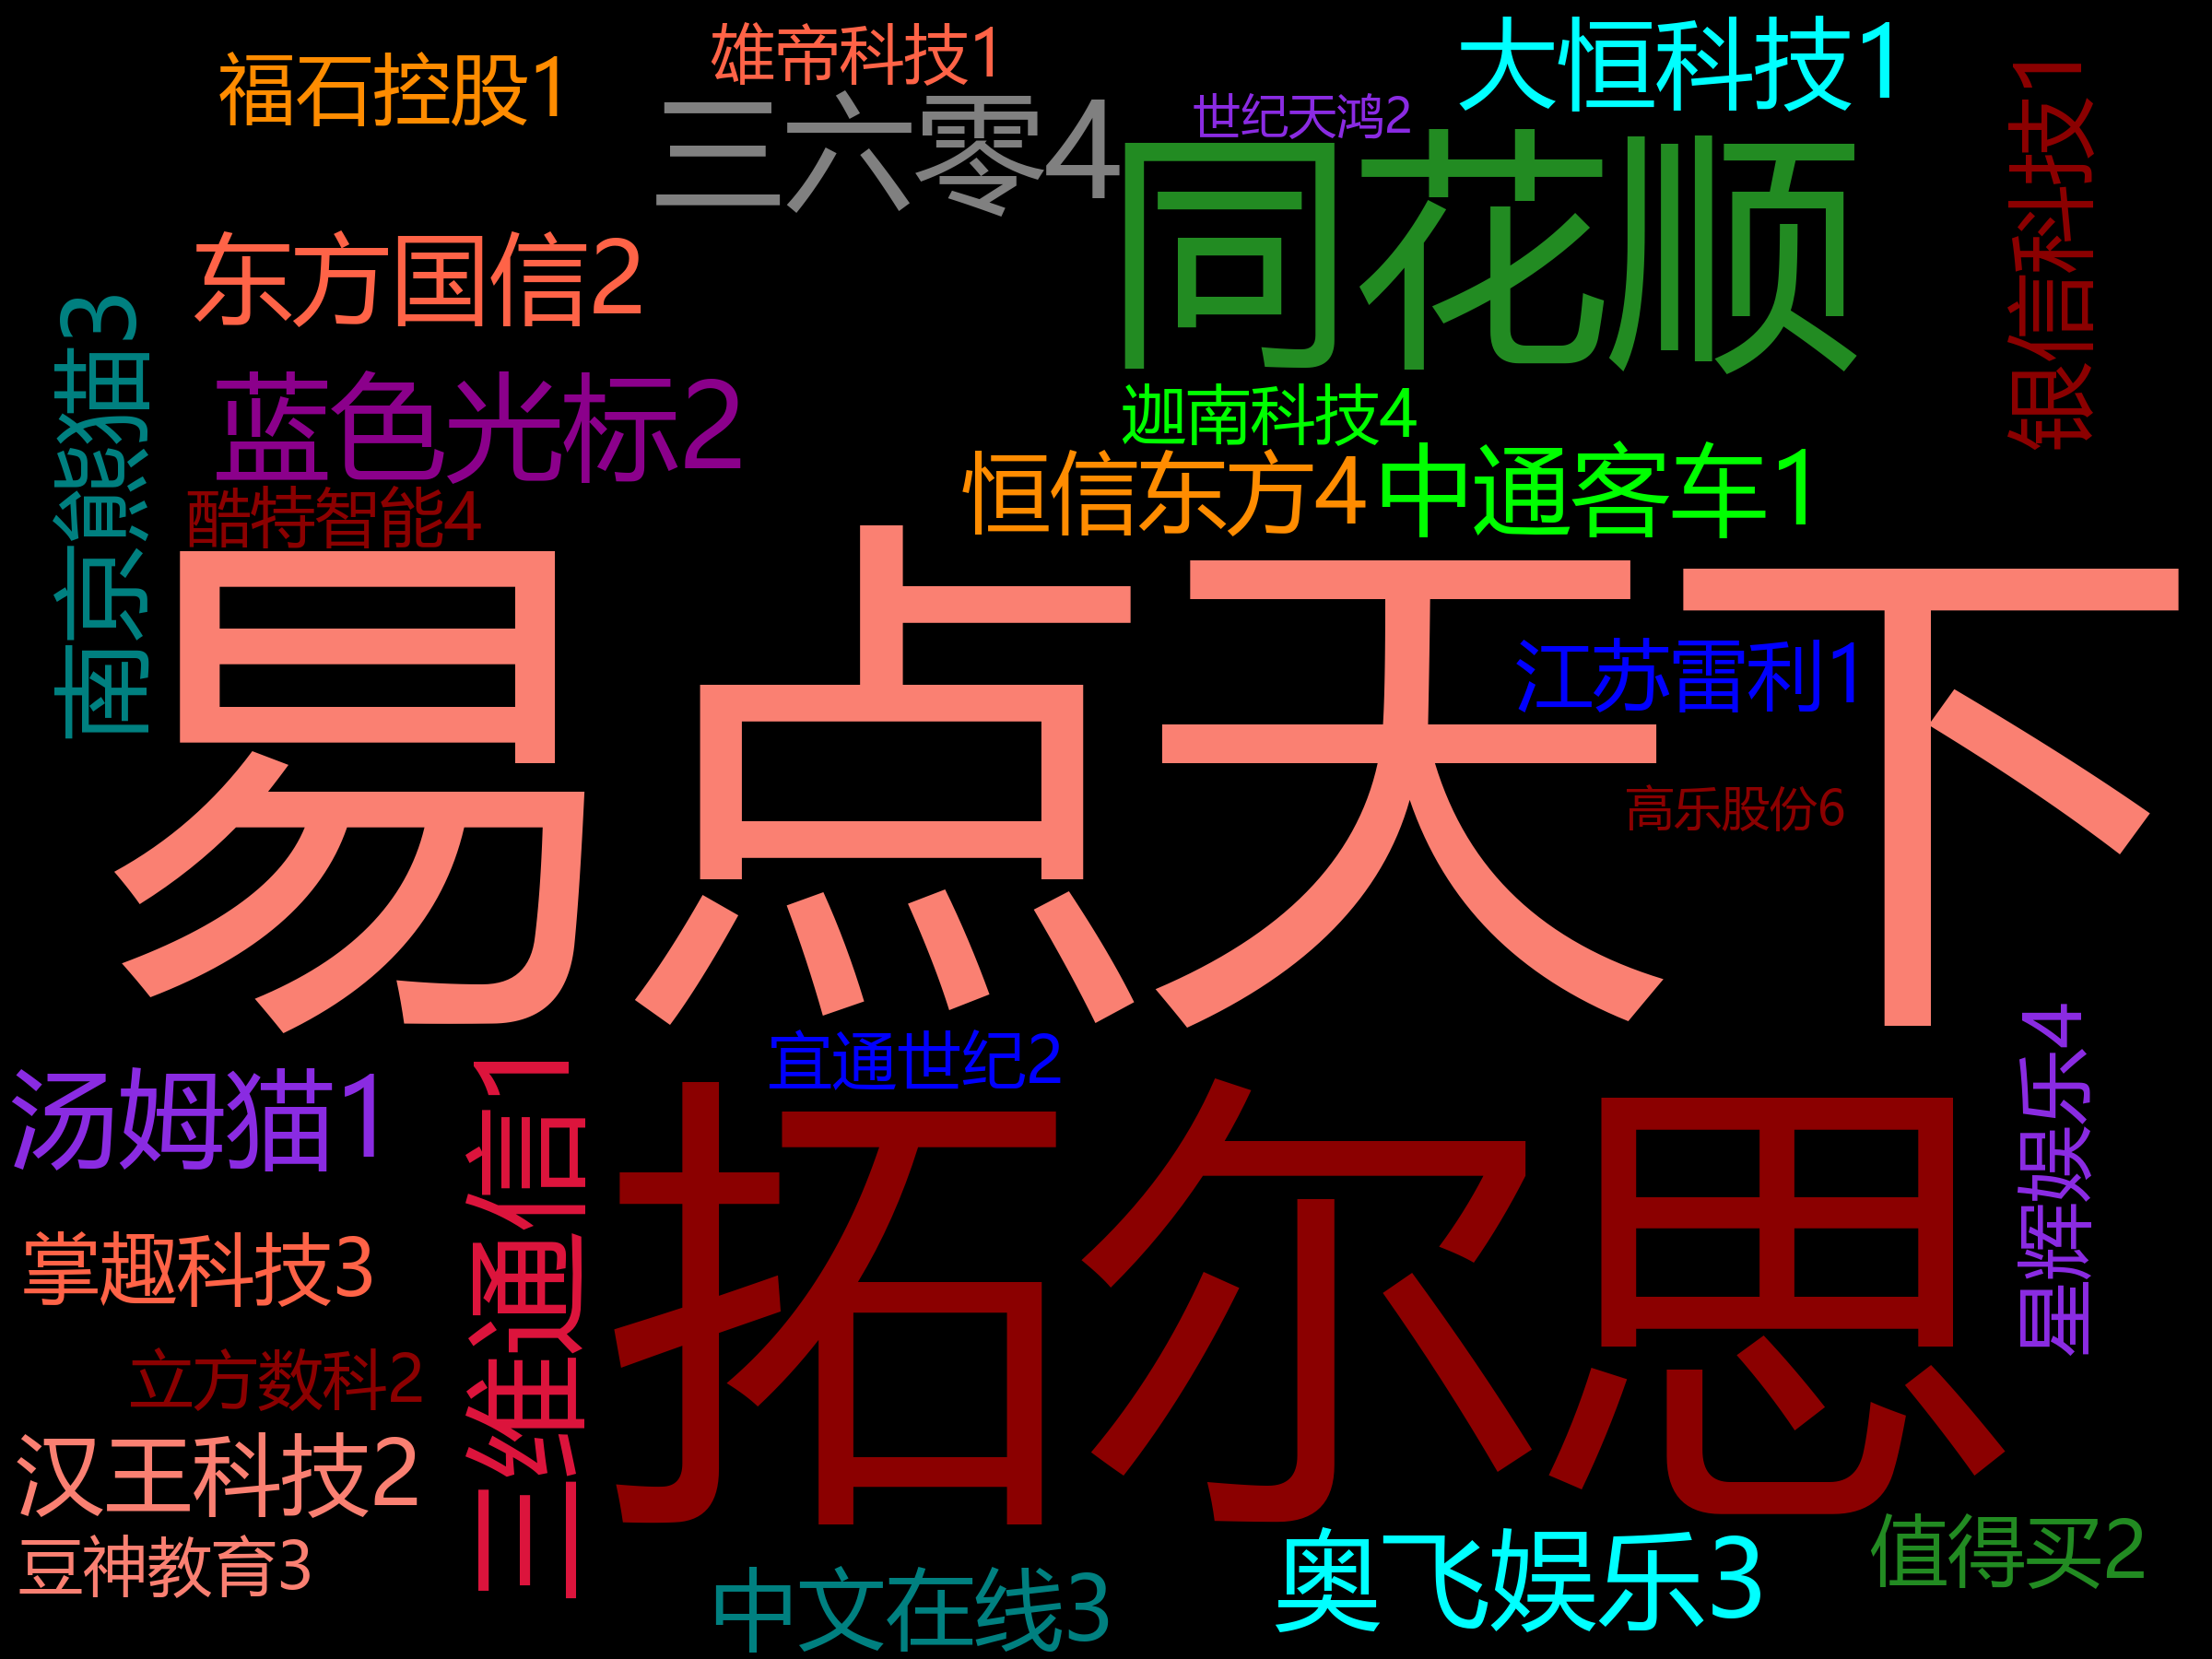 雄帝科技1
大恒科技1
福石控股1
三六零4
世纪天鸿2
银信科技1
同花顺
东方国信2
南京熊猫3
蓝色光标2
迦南科技4
恒信东方4
中通客车1
酷特智能4
易点天下
江苏雷利1
高乐股份6
宜通世纪2
星辉娱乐4
汤姆猫1
三维通信1
拓尔思
掌趣科技3
立方数科2
汉王科技2
豆神教育3
中文在线3
奥飞娱乐3
值得买2